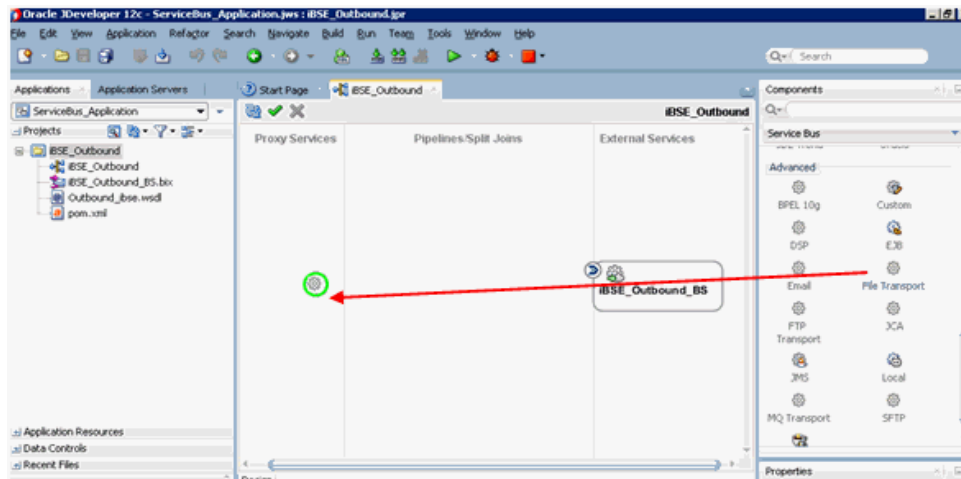 Oracle JDeveloper 12c - ServiceBus_Application.jws : iBSE_Outbound.jpr
File Edit View Application Refactor Search Navigate Build Run Team Tools Window Help
Search
Applications Application Servers
Start Page iBSE_Outbound
Components
ServiceBus_Application
iBSE_Outbound
Projects
Proxy Services Pipelines/Split Joins External Services
Service Bus
iBSE_Outbound
iBSE_Outbound
iBSE_Outbound_BS.bix
Outbound_ibse.wsdl
pom.xml
Advanced
BPEL 10g Custom
DSP EJB
Email File Transport
iBSE_Outbound_BS
FTP Transport
JCA
JMS Local
MQ Transport SFTP
Application Resources
Data Controls
Recent Files
Design
Properties